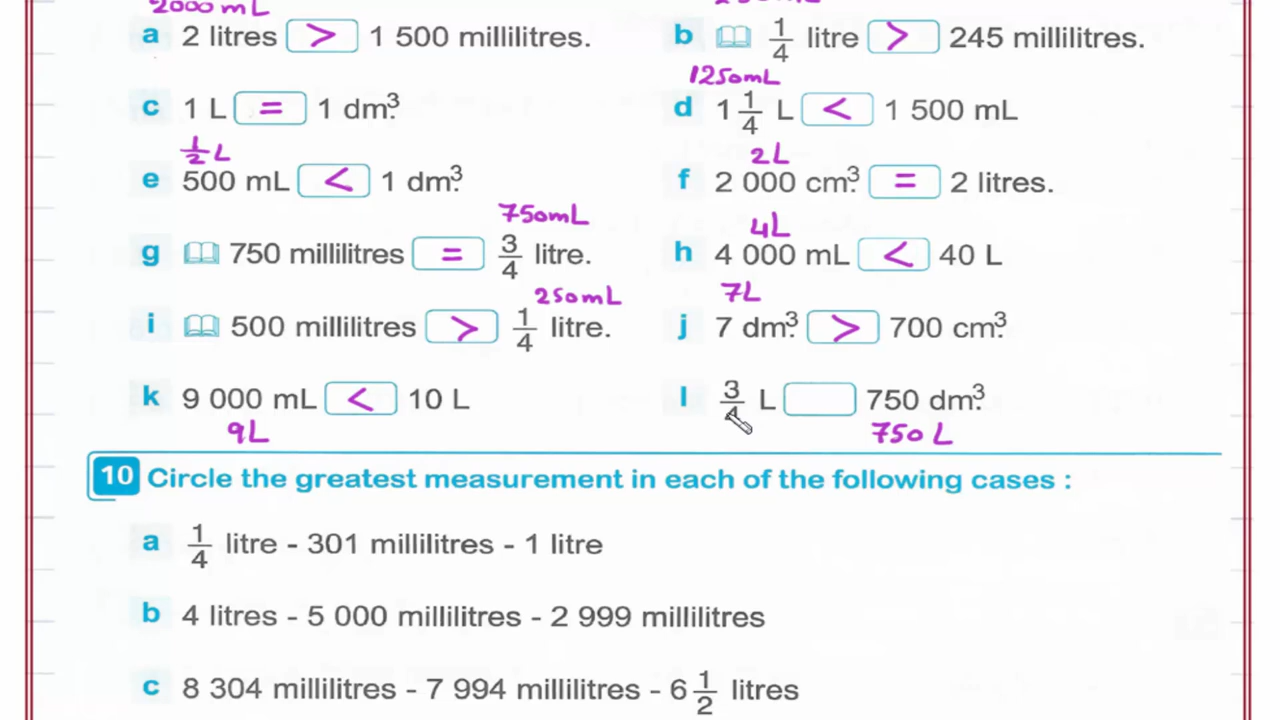 2000 mL
a 2 litres > 1 500 millilitres.
b 1/4 litre > 245 millilitres.
c 1 L = 1 dm³.
1250mL
d 1 1/4 L < 1 500 mL
1/2 L
e 500 mL < 1 dm³.
2L
f 2 000 cm³. = 2 litres.
750mL
g 750 millilitres = 3/4 litre.
4L
h 4 000 mL < 40 L
250mL
i 500 millilitres > 1/4 litre.
7L
j 7 dm³. > 700 cm³.
k 9 000 mL < 10 L
9L
l 3/4 L 750 dm³.
750 L
10 Circle the greatest measurement in each of the following cases :
a 1/4 litre - 301 millilitres - 1 litre
b 4 litres - 5 000 millilitres - 2 999 millilitres
c 8 304 millilitres - 7 994 millilitres - 6 1/2 litres